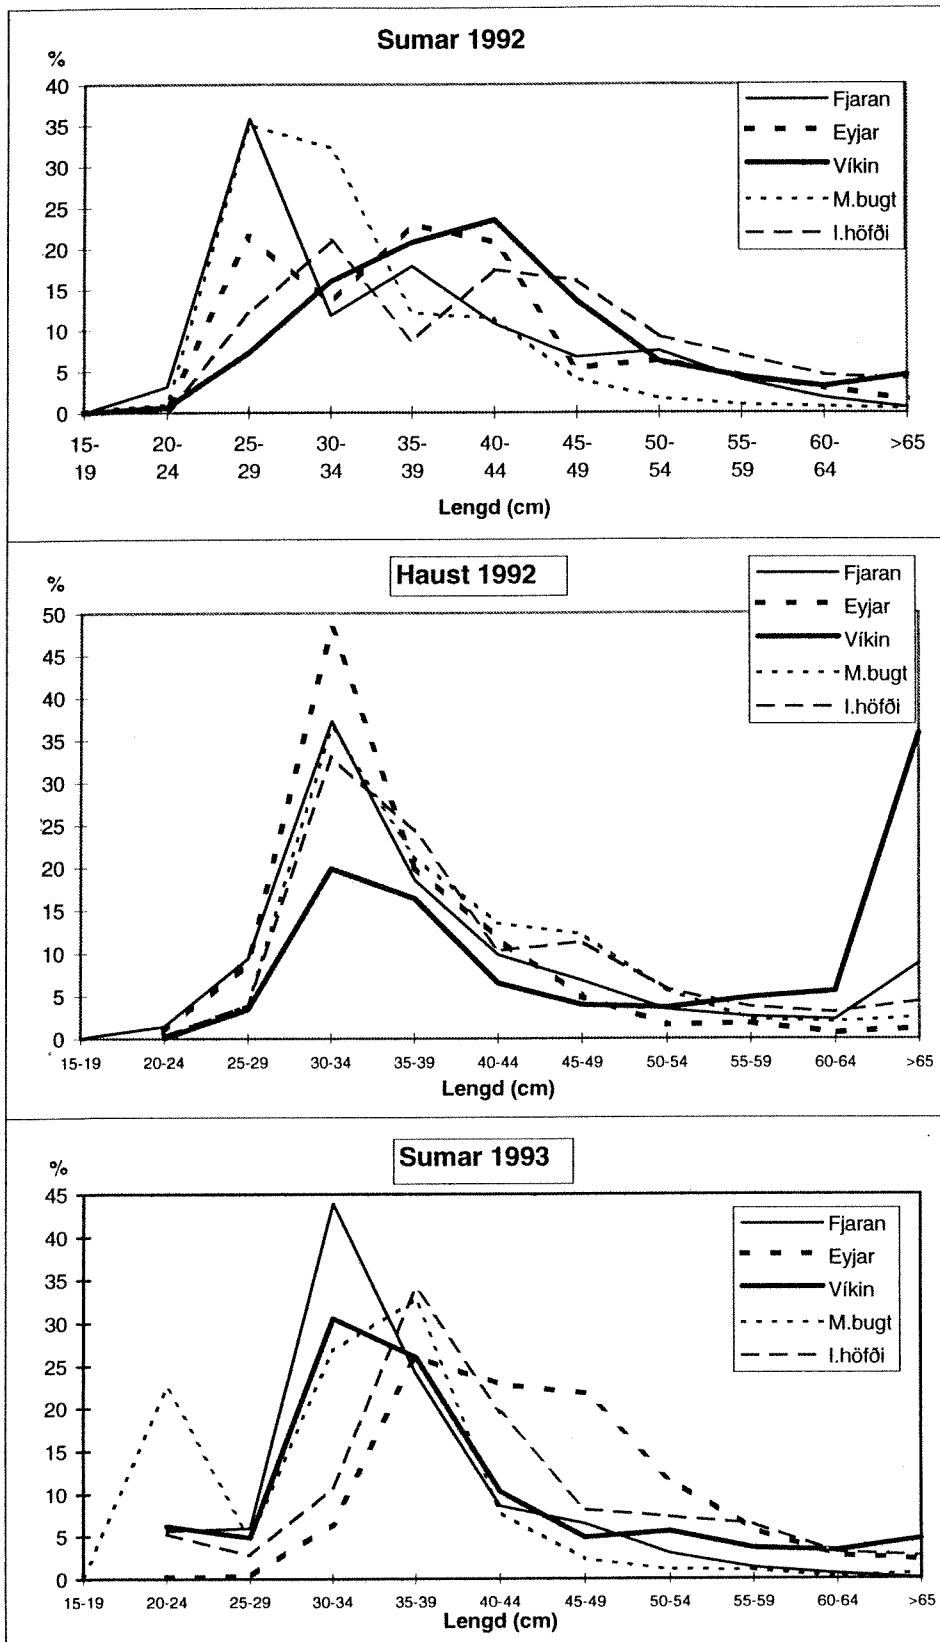 Sumar 1992
%
40
35
30
25
20
15
10
5
0
Fjaran
Eyjar
Víkin
M.bugt
I.höfði
15- 20- 25- 30- 35- 40- 45- 50- 55- 60- >65
19 24 29 34 39 44 49 54 59 64
Lengd (cm)
Haust 1992
%
50
45
40
35
30
25
20
15
10
5
0
Fjaran
Eyjar
Víkin
M.bugt
I.höfði
15-19 20-24 25-29 30-34 35-39 40-44 45-49 50-54 55-59 60-64 >65
Lengd (cm)
Sumar 1993
%
45
40
35
30
25
20
15
10
5
0
Fjaran
Eyjar
Víkin
M.bugt
I.höfði
15-19 20-24 25-29 30-34 35-39 40-44 45-49 50-54 55-59 60-64 >65
Lengd (cm)